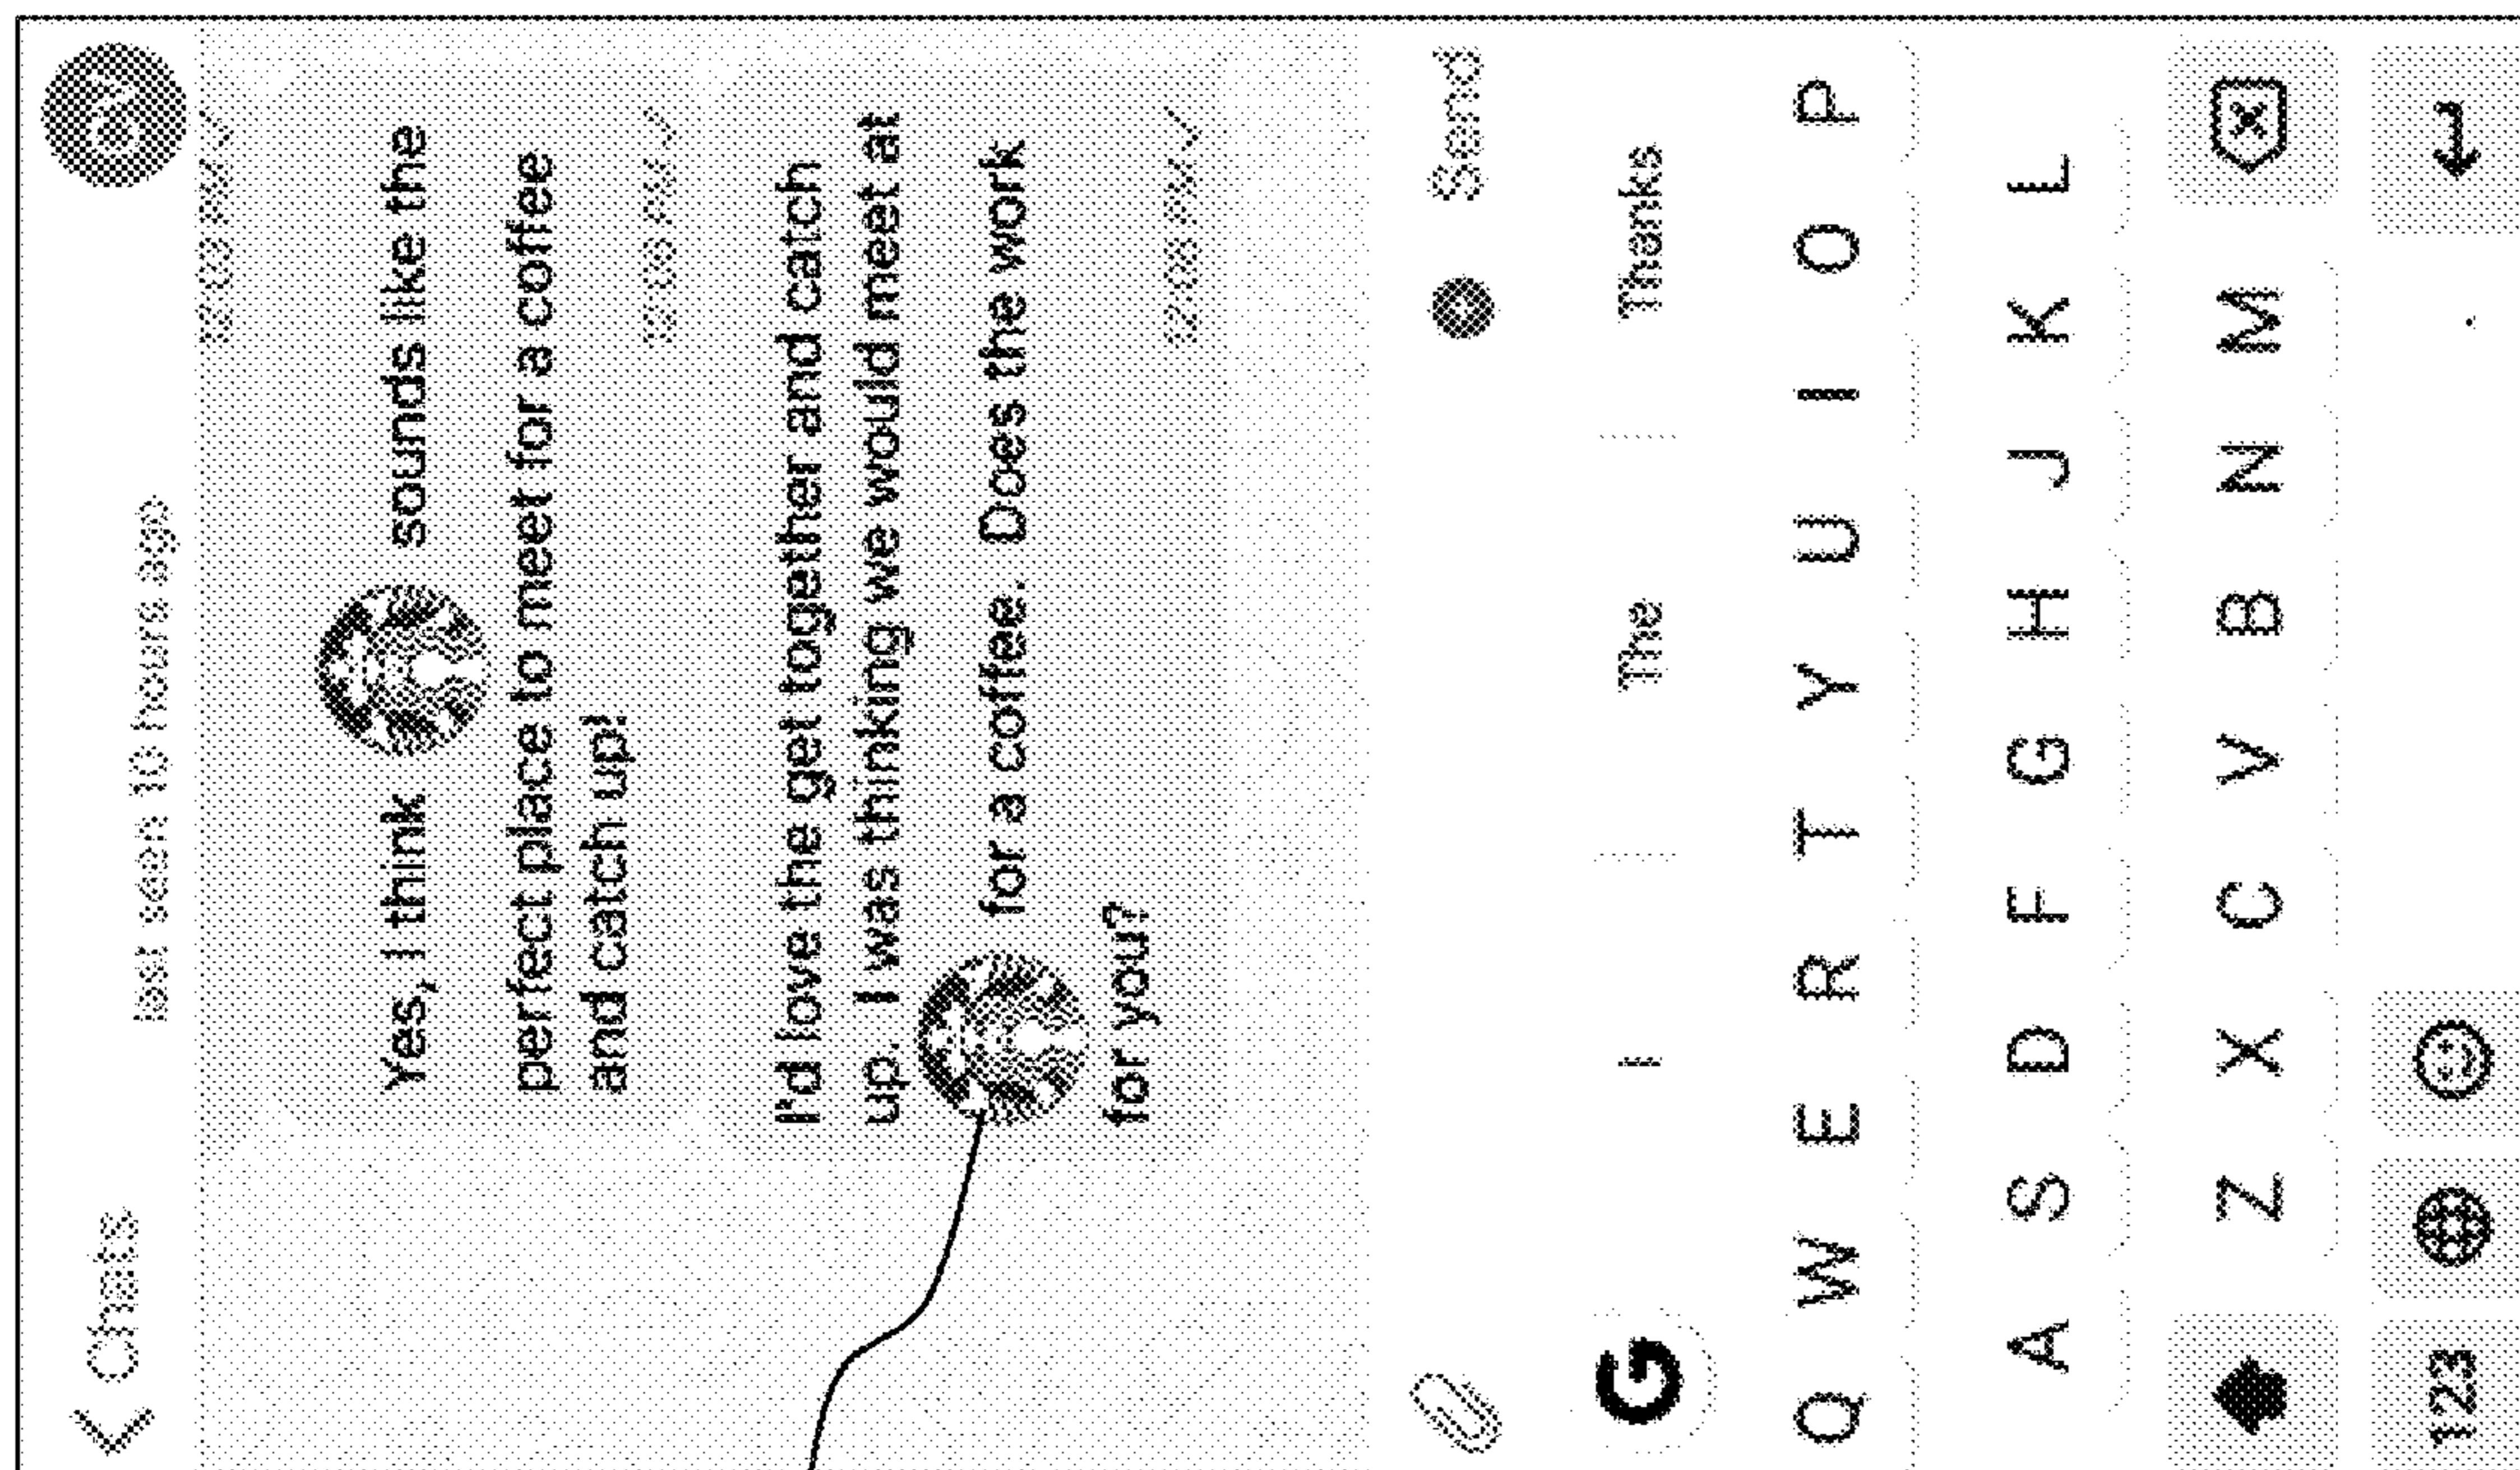 Chats
last seen 10 hours ago
Yes, I think sounds like the
perfect place to meet for a coffee
and catch up!
I'd love the get together and catch
up. I was thinking we would meet at
for a coffee. Does the work
for you?
Send
G I The Thanks
Q W E R T Y U I O P
A S D F G H J K L
Z X C V B N M
123 .